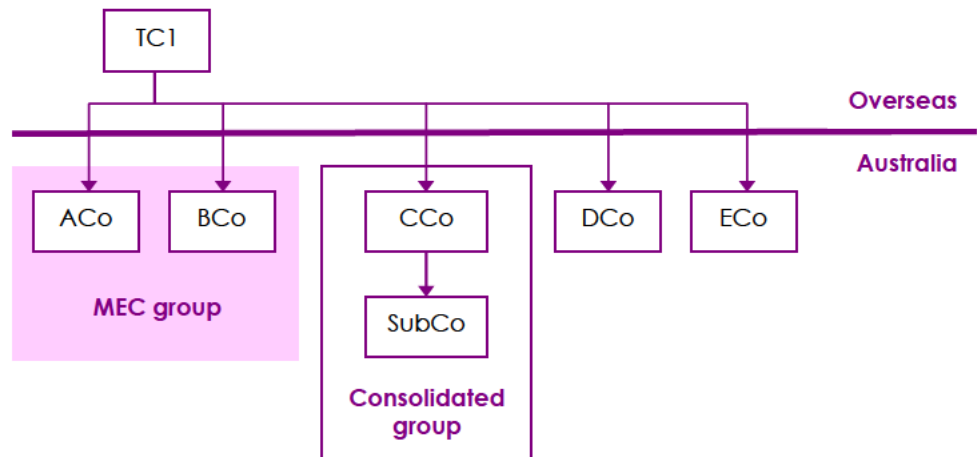 TC1
Overseas
Australia
ACo
BCo
CCo
DCo
ECo
MEC group
SubCo
Consolidated
group